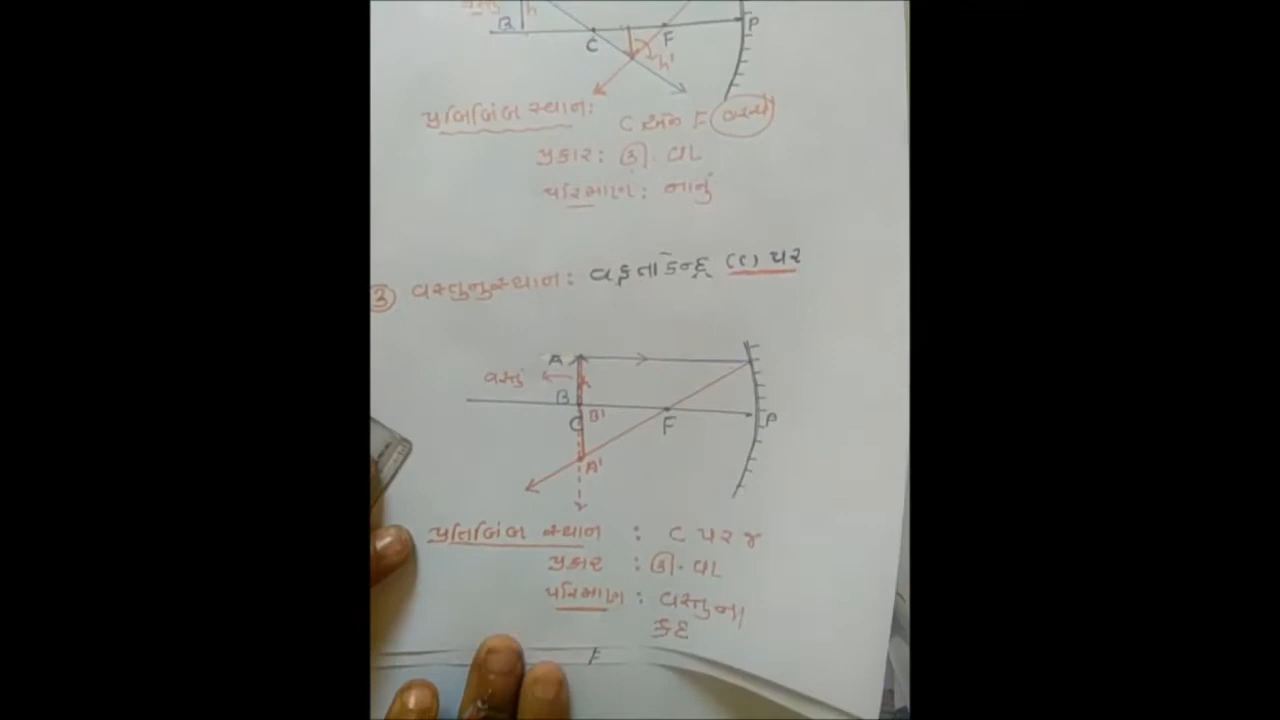 વસ્તુ h
B C F P
h'
પ્રતિબિંબ સ્થાન: C અને F વચ્ચે
પ્રકાર: ઊ. વા.
પરિમાણ: નાનું
3 વસ્તુનુ સ્થાન: વક્રતાકેન્દ્ર (C) પર
A
વસ્તુ h
B
C B' F P
A'
પ્રતિબિંબ સ્થાન : C પર જ
પ્રકાર : ઊ. વા.
પરિમાણ : વસ્તુના
કદ
F